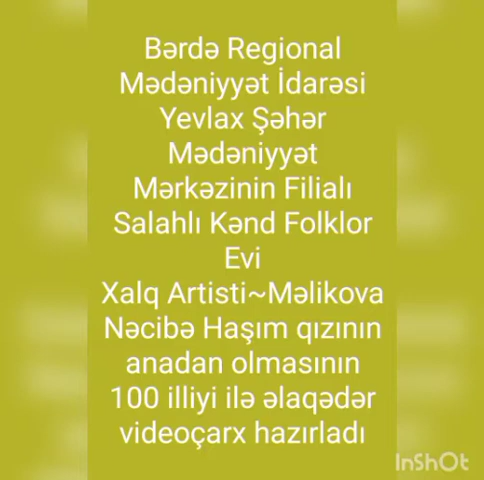 Bərdə Regional
Mədəniyyət İdarəsi
Yevlax Şəhər
Mədəniyyət
Mərkəzinin Filialı
Salahlı Kənd Folklor
Evi
Xalq Artisti~Məlikova
Nəcibə Haşım qızının
anadan olmasının
100 illiyi ilə əlaqədər
videoçarx hazırladı
InShOt